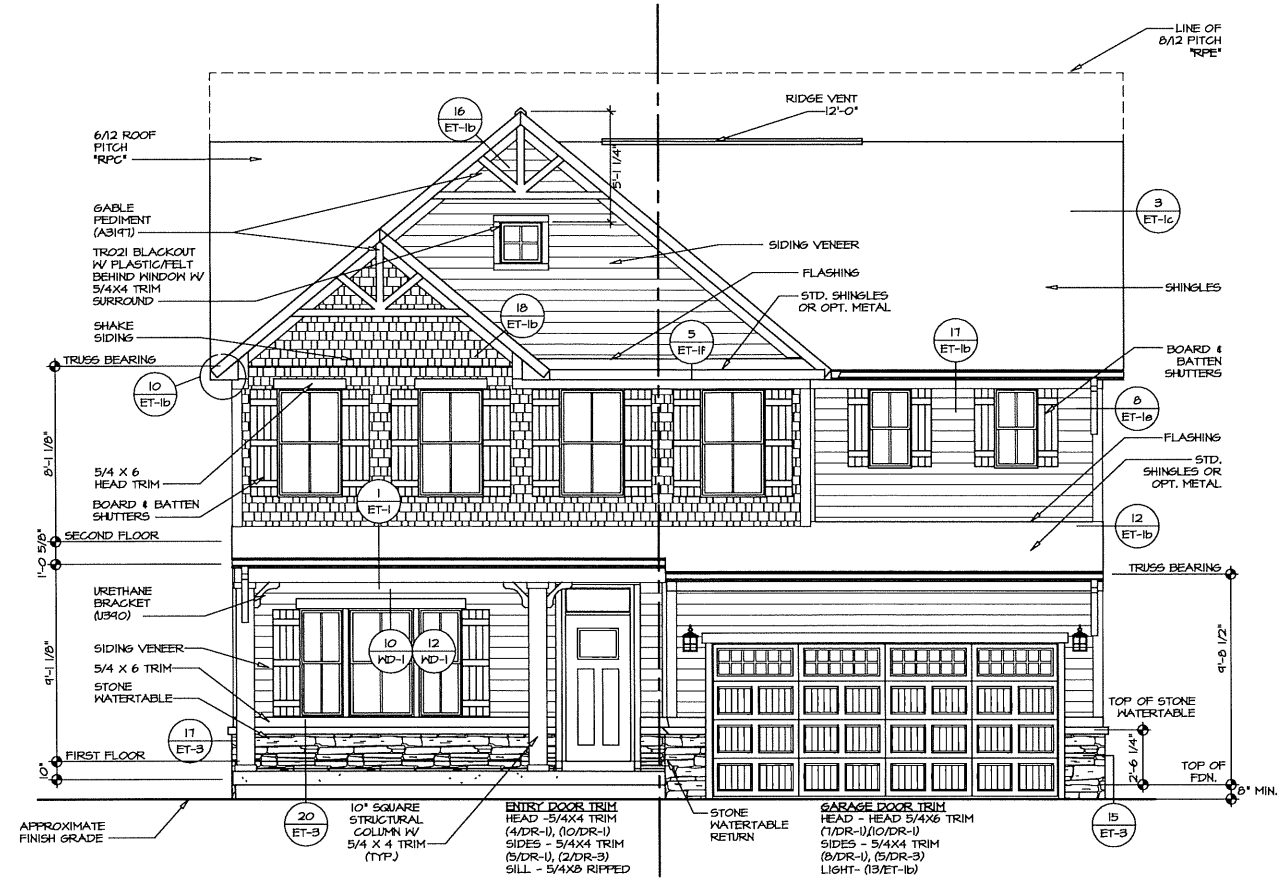 LINE OF
8/12 PITCH
"RPE"
RIDGE VENT
12'-0"
16
ET-1b
6/12 ROOF
PITCH
"RPC"
5'-1 1/4"
3
ET-1c
GABLE
PEDIMENT
(A3197)
SIDING VENEER
TR021 BLACKOUT
W/ PLASTIC/FELT
BEHIND WINDOW W/
5/4X4 TRIM
SURROUND
FLASHING
SHINGLES
STD. SHINGLES
OR OPT. METAL
18
ET-1b
SHAKE
SIDING
5
ET-1f
17
ET-1b
BOARD &
BATTEN
SHUTTERS
TRUSS BEARING
10
ET-1b
8
ET-1e
8'-1 1/8"
FLASHING
STD.
SHINGLES OR
OPT. METAL
5/4 X 6
HEAD TRIM
BOARD & BATTEN
SHUTTERS
1
ET-1
12
ET-1b
SECOND FLOOR
1'-0 5/8"
TRUSS BEARING
URETHANE
BRACKET
(U390)
10
WD-1
12
WD-1
9'-1 1/8"
9'-8 1/2"
SIDING VENEER
5/4 X 6 TRIM
STONE
WATERTABLE
TOP OF STONE
WATERTABLE
17
ET-3
FIRST FLOOR
10"
2'-6 1/4"
TOP OF
FDN.
8" MIN.
APPROXIMATE
FINISH GRADE
20
ET-3
10" SQUARE
STRUCTURAL
COLUMN W/
5/4 X 4 TRIM
(TYP.)
ENTRY DOOR TRIM
HEAD -5/4X4 TRIM
(4/DR-1), (10/DR-1)
SIDES - 5/4X4 TRIM
(5/DR-1), (2/DR-3)
SILL - 5/4X8 RIPPED
STONE
WATERTABLE
RETURN
GARAGE DOOR TRIM
HEAD - HEAD 5/4X6 TRIM
(7/DR-1),(10/DR-1)
SIDES - 5/4X4 TRIM
(8/DR-1), (5/DR-3)
LIGHT- (13/ET-1b)
15
ET-3